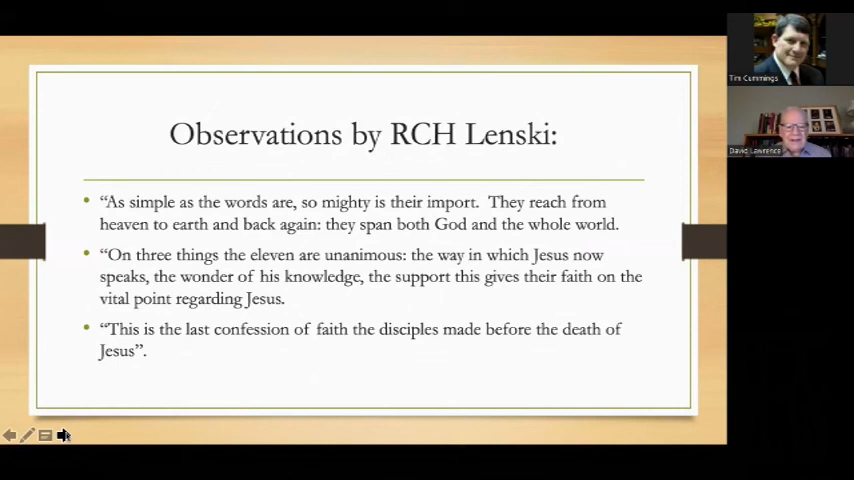 Observations by RCH Lenski:
• “As simple as the words are, so mighty is their import.  They reach from
heaven to earth and back again: they span both God and the whole world.
• “On three things the eleven are unanimous: the way in which Jesus now
speaks, the wonder of his knowledge, the support this gives their faith on the
vital point regarding Jesus.
• “This is the last confession of faith the disciples made before the death of
Jesus”.
Tim Cummings
David Lawrence